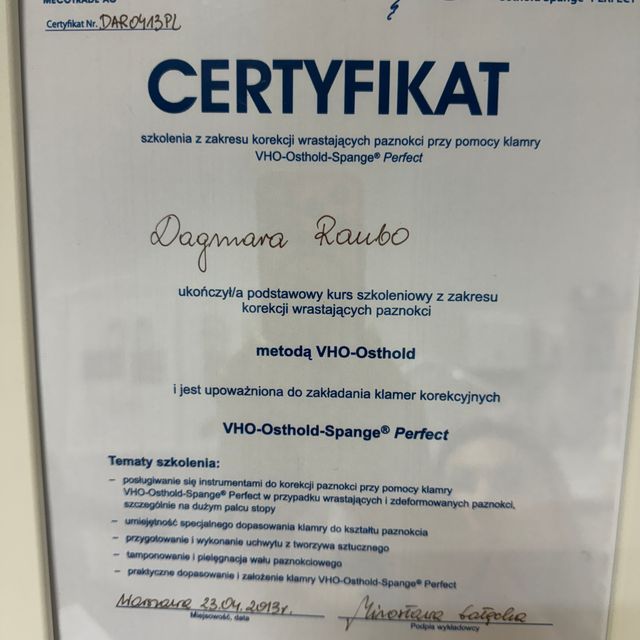 Certyfikat Nr. DAR0413PL
CERTYFIKAT
szkolenia z zakresu korekcji wrastających paznokci przy pomocy klamry
VHO-Osthold-Spange® Perfect
Dagmara Raubo
ukończył/a podstawowy kurs szkoleniowy z zakresu
korekcji wrastających paznokci
metodą VHO-Osthold
i jest upoważniona do zakładania klamer korekcyjnych
VHO-Osthold-Spange® Perfect
Tematy szkolenia:
– posługiwanie się instrumentami do korekcji paznokci przy pomocy klamry
VHO-Osthold-Spange® Perfect w przypadku wrastających i zdeformowanych paznokci,
szczególnie na dużym palcu stopy
– umiejętność specjalnego dopasowania klamry do kształtu paznokcia
– przygotowanie i wykonanie uchwytu z tworzywa sztucznego
– tamponowanie i pielęgnacja wału paznokciowego
– praktyczne dopasowanie i założenie klamry VHO-Osthold-Spange® Perfect
Warszawa 23.04.2013r. Mirosława
Miejscowość, data Podpis wykładowcy